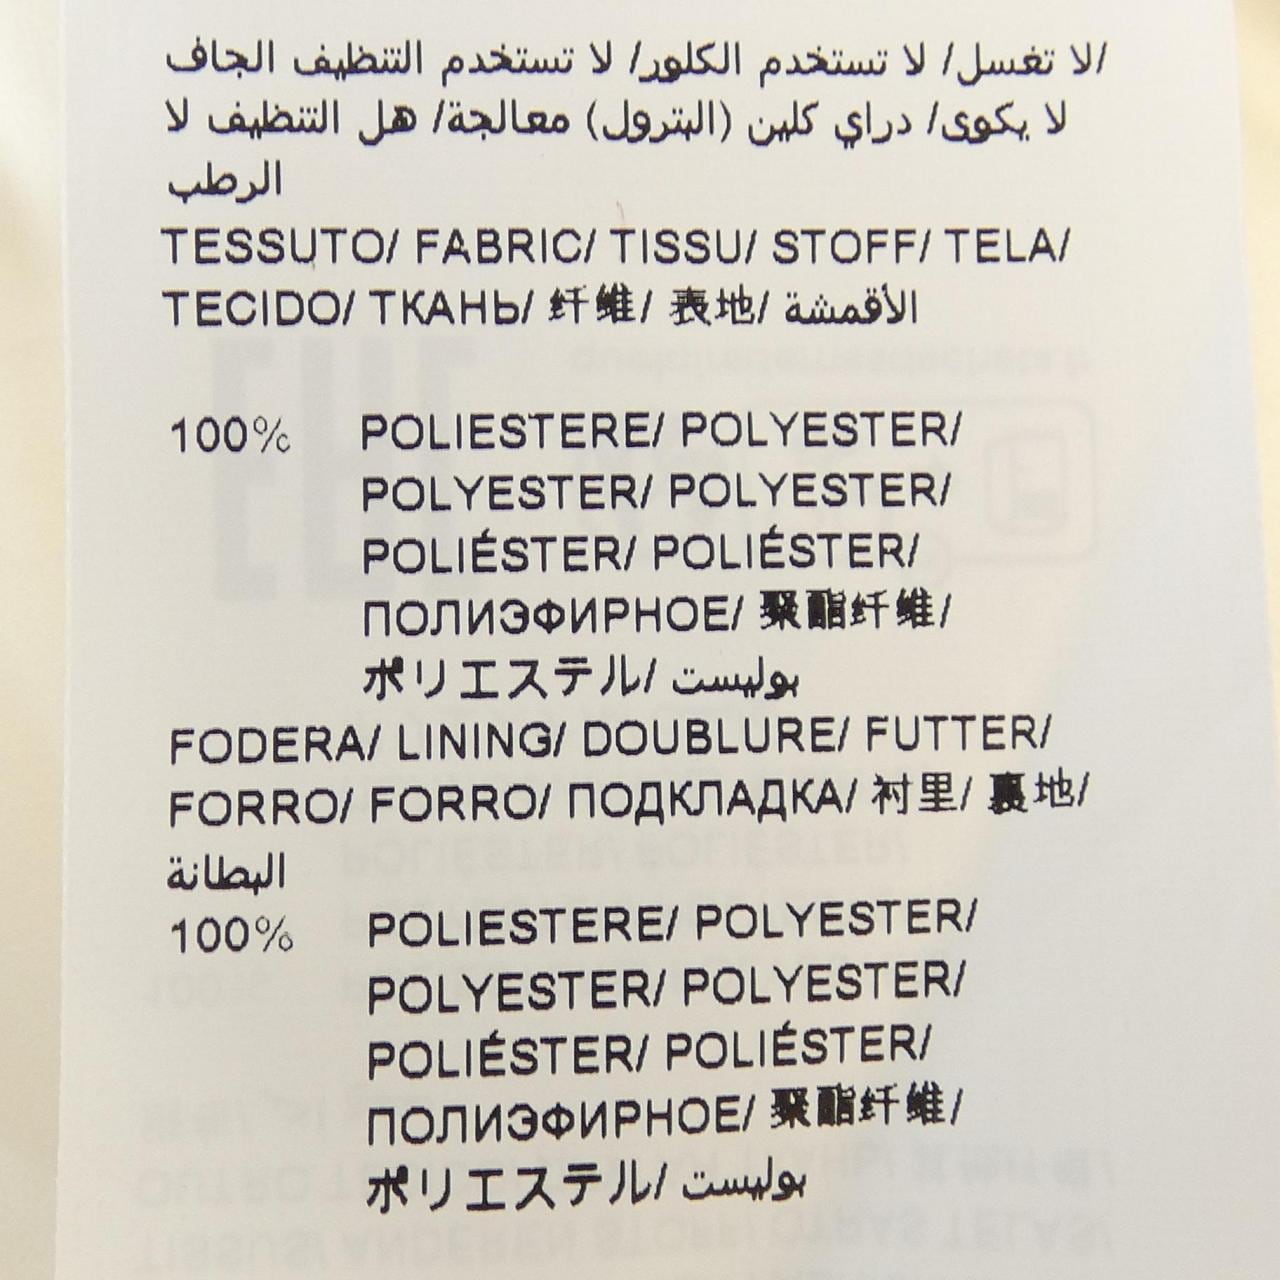 لا تغسل/ لا تستخدم الكلور/ لا تستخدم التنظيف الجاف/
لا يكوى/ دراي كلين (البترول) معالجة/ هل التنظيف لا
الرطب
TESSUTO/ FABRIC/ TISSU/ STOFF/ TELA/
TECIDO/ ТКАНЬ/ 纤维/ 表地/ الأقمشة
100% POLIESTERE/ POLYESTER/
POLYESTER/ POLYESTER/
POLIÉSTER/ POLIÉSTER/
ПОЛИЭФИРНОЕ/ 聚酯纤维/
ポリエステル/ بوليست
FODERA/ LINING/ DOUBLURE/ FUTTER/
FORRO/ FORRO/ ПОДКЛАДКА/ 衬里/ 裏地/
البطانة
100% POLIESTERE/ POLYESTER/
POLYESTER/ POLYESTER/
POLIÉSTER/ POLIÉSTER/
ПОЛИЭФИРНОЕ/ 聚酯纤维/
ポリエステル/ بوليست